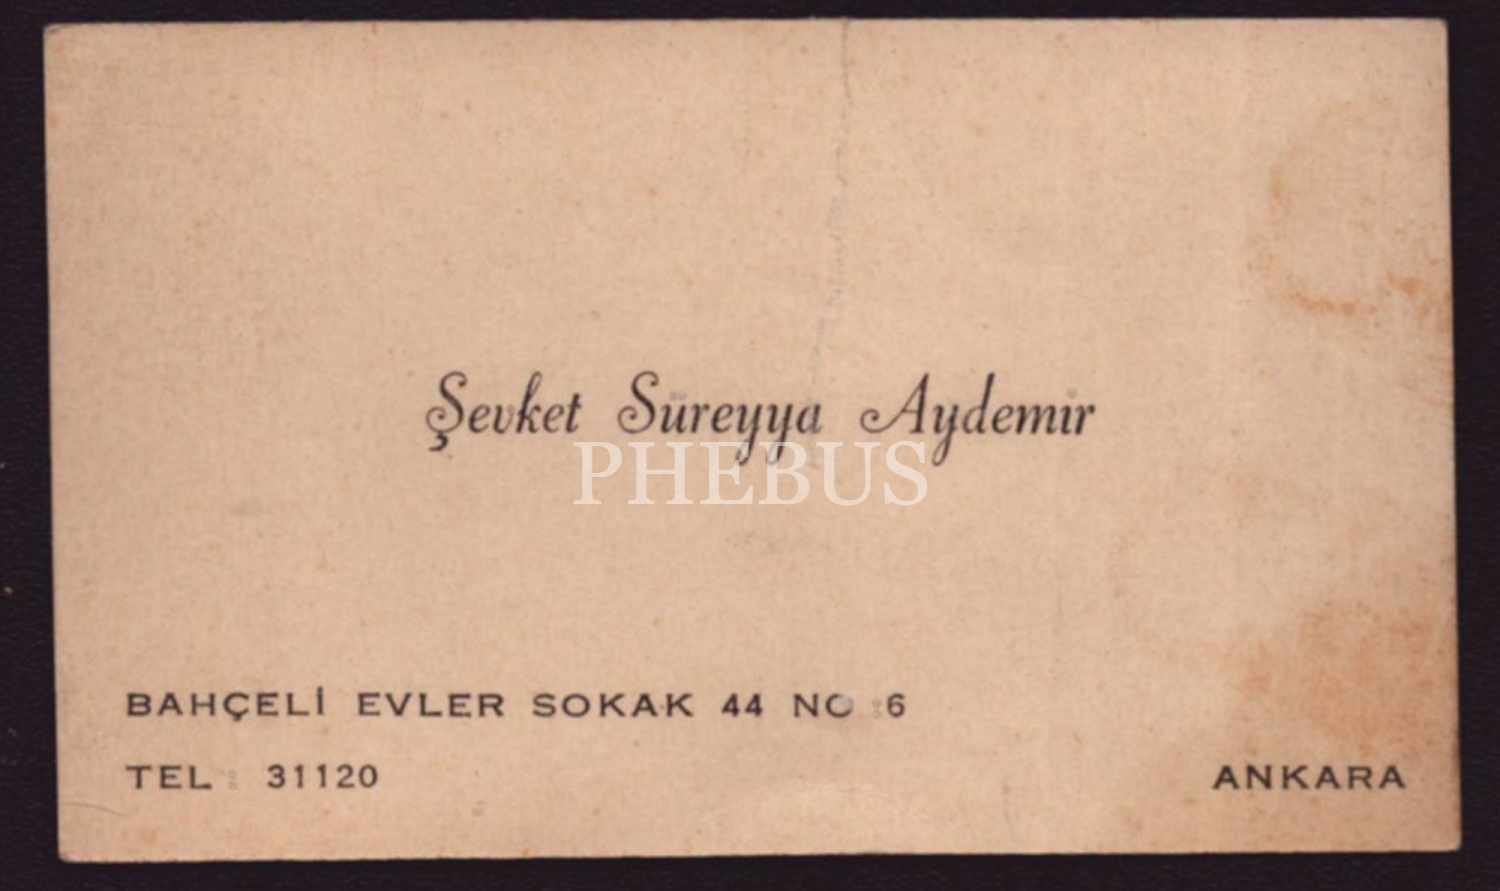 Şevket Süreyya Aydemir
PHEBUS
BAHÇELİ EVLER SOKAK 44 NO :6
TEL : 31120
ANKARA